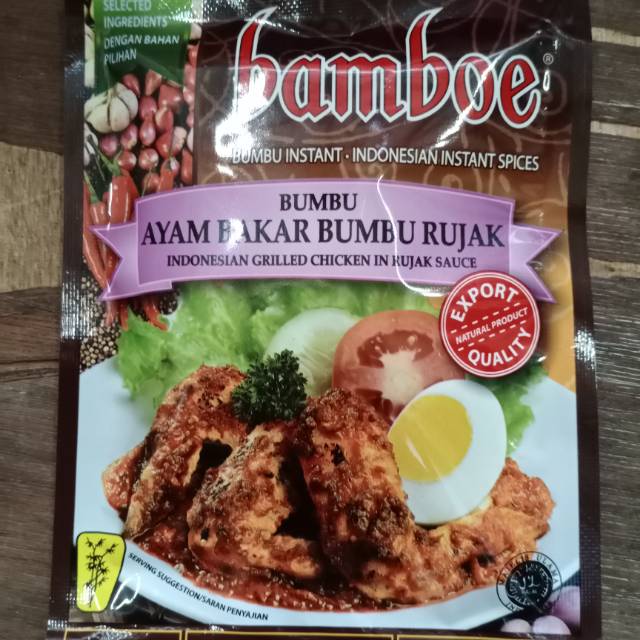 SELECTED
INGREDIENTS
DENGAN BAHAN
PILIHAN
bamboe®
BUMBU INSTANT · INDONESIAN INSTANT SPICES
BUMBU
AYAM BAKAR BUMBU RUJAK
INDONESIAN GRILLED CHICKEN IN RUJAK SAUCE
EXPORT
NATURAL PRODUCT
QUALITY
SERVING SUGGESTION/SARAN PENYAJIAN